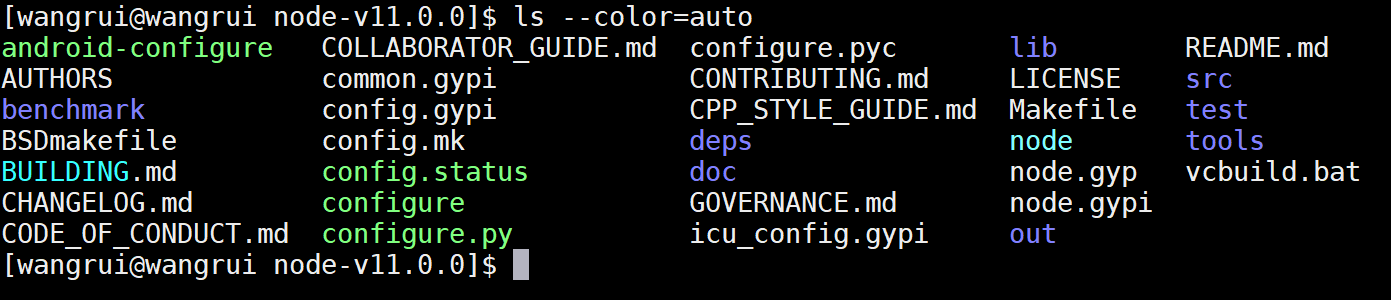 [wangrui@wangrui node-v11.0.0]$ ls --color=auto
android-configure   COLLABORATOR_GUIDE.md  configure.pyc       lib        README.md
AUTHORS             common.gypi            CONTRIBUTING.md     LICENSE    src
benchmark           config.gypi            CPP_STYLE_GUIDE.md  Makefile   test
BSDmakefile         config.mk              deps                node       tools
BUILDING.md         config.status          doc                 node.gyp   vcbuild.bat
CHANGELOG.md        configure              GOVERNANCE.md       node.gypi
CODE_OF_CONDUCT.md  configure.py           icu_config.gypi     out
[wangrui@wangrui node-v11.0.0]$